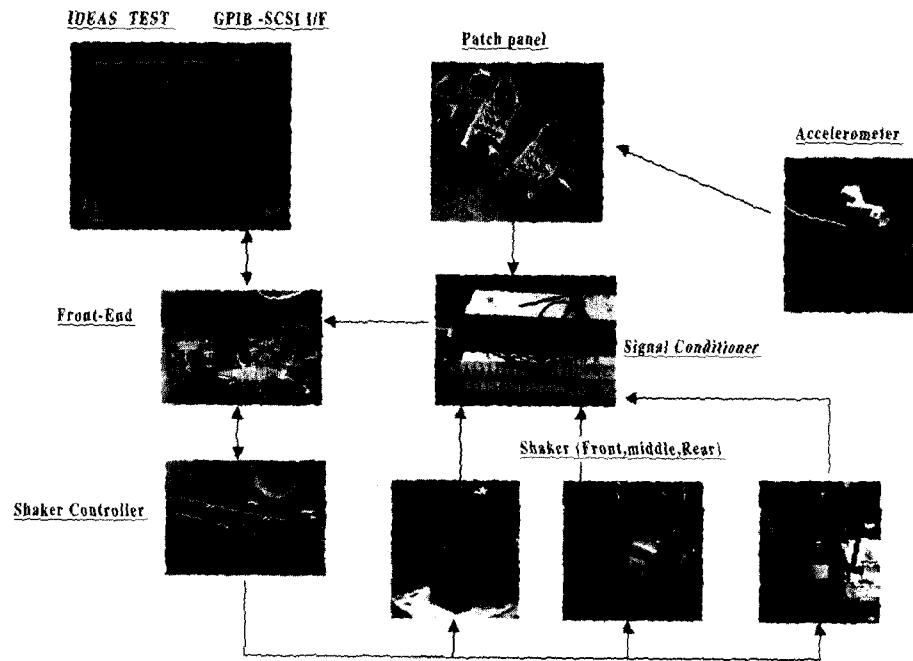 IDEAS TEST GPIB -SCSI I/F
Patch panel
Accelerometer
Front-End
Signal Conditioner
Shaker (Front,middle,Rear)
Shaker Controller